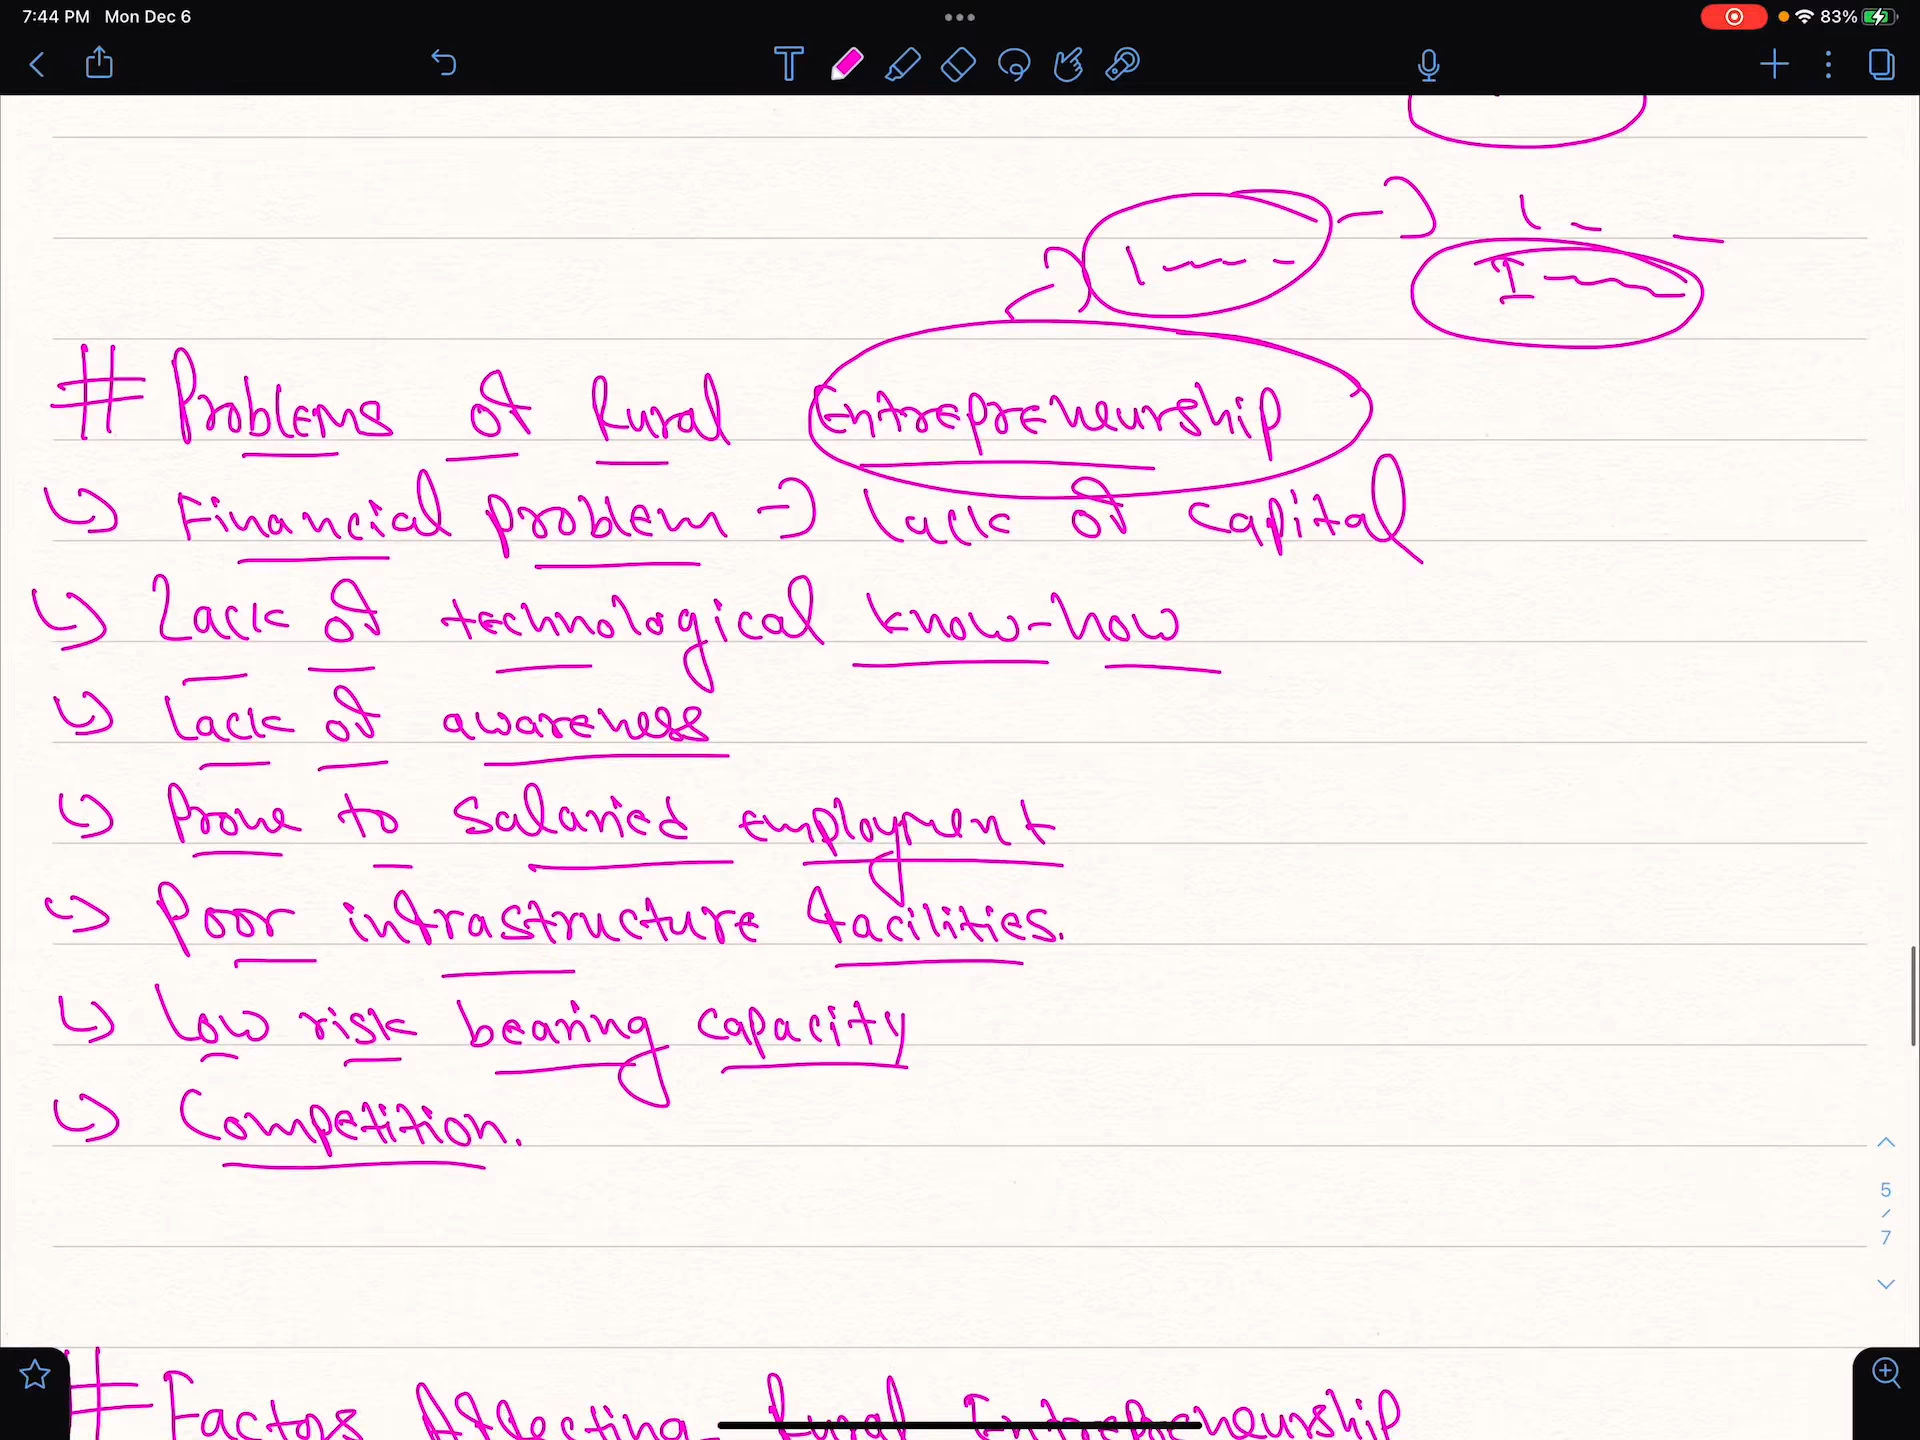 7:44 PM Mon Dec 6
83%
# Problems of Rural Entrepreneurship
↳ Financial problem → lack of capital
↳ Lack of technological know-how
↳ Lack of awareness
↳ Prone to salaried employment
↳ Poor infrastructure facilities.
↳ Low risk bearing capacity
↳ Competition.
5
/
7
# Factors Affecting Rural Entrepreneurship